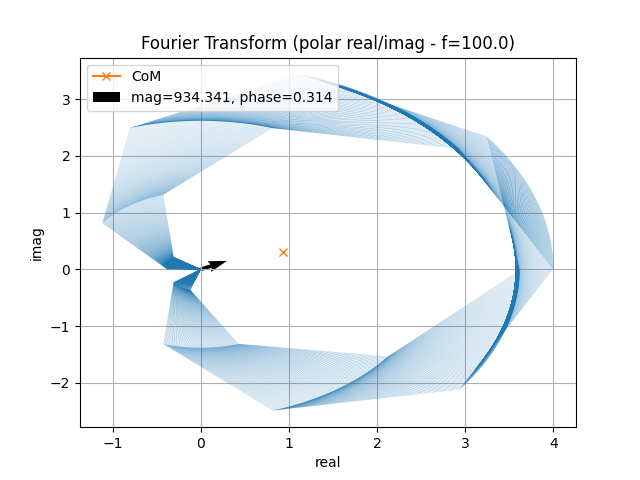 Fourier Transform (polar real/imag - f=100.0)
CoM
mag=934.341, phase=0.314
3
2
1
0
−1
−2
imag
−1 0 1 2 3 4
real